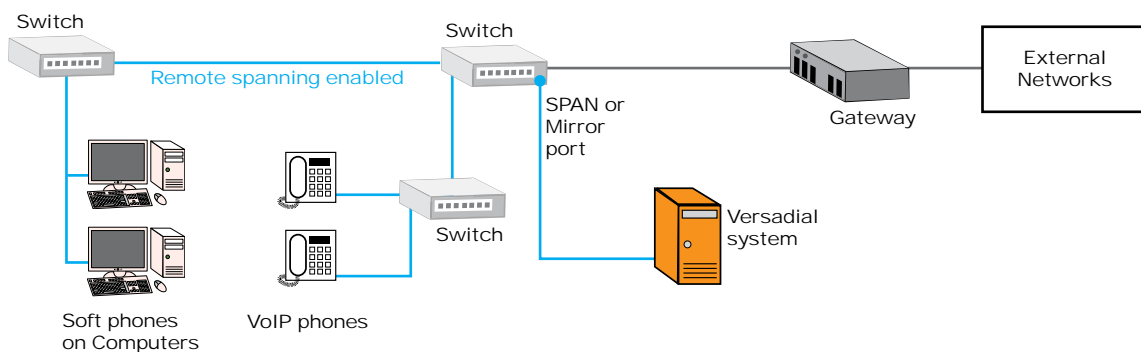 Switch
Switch
Remote spanning enabled
External
Networks
SPAN or
Mirror
port
Gateway
Switch
Versadial
system
Soft phones
on Computers
VoIP phones